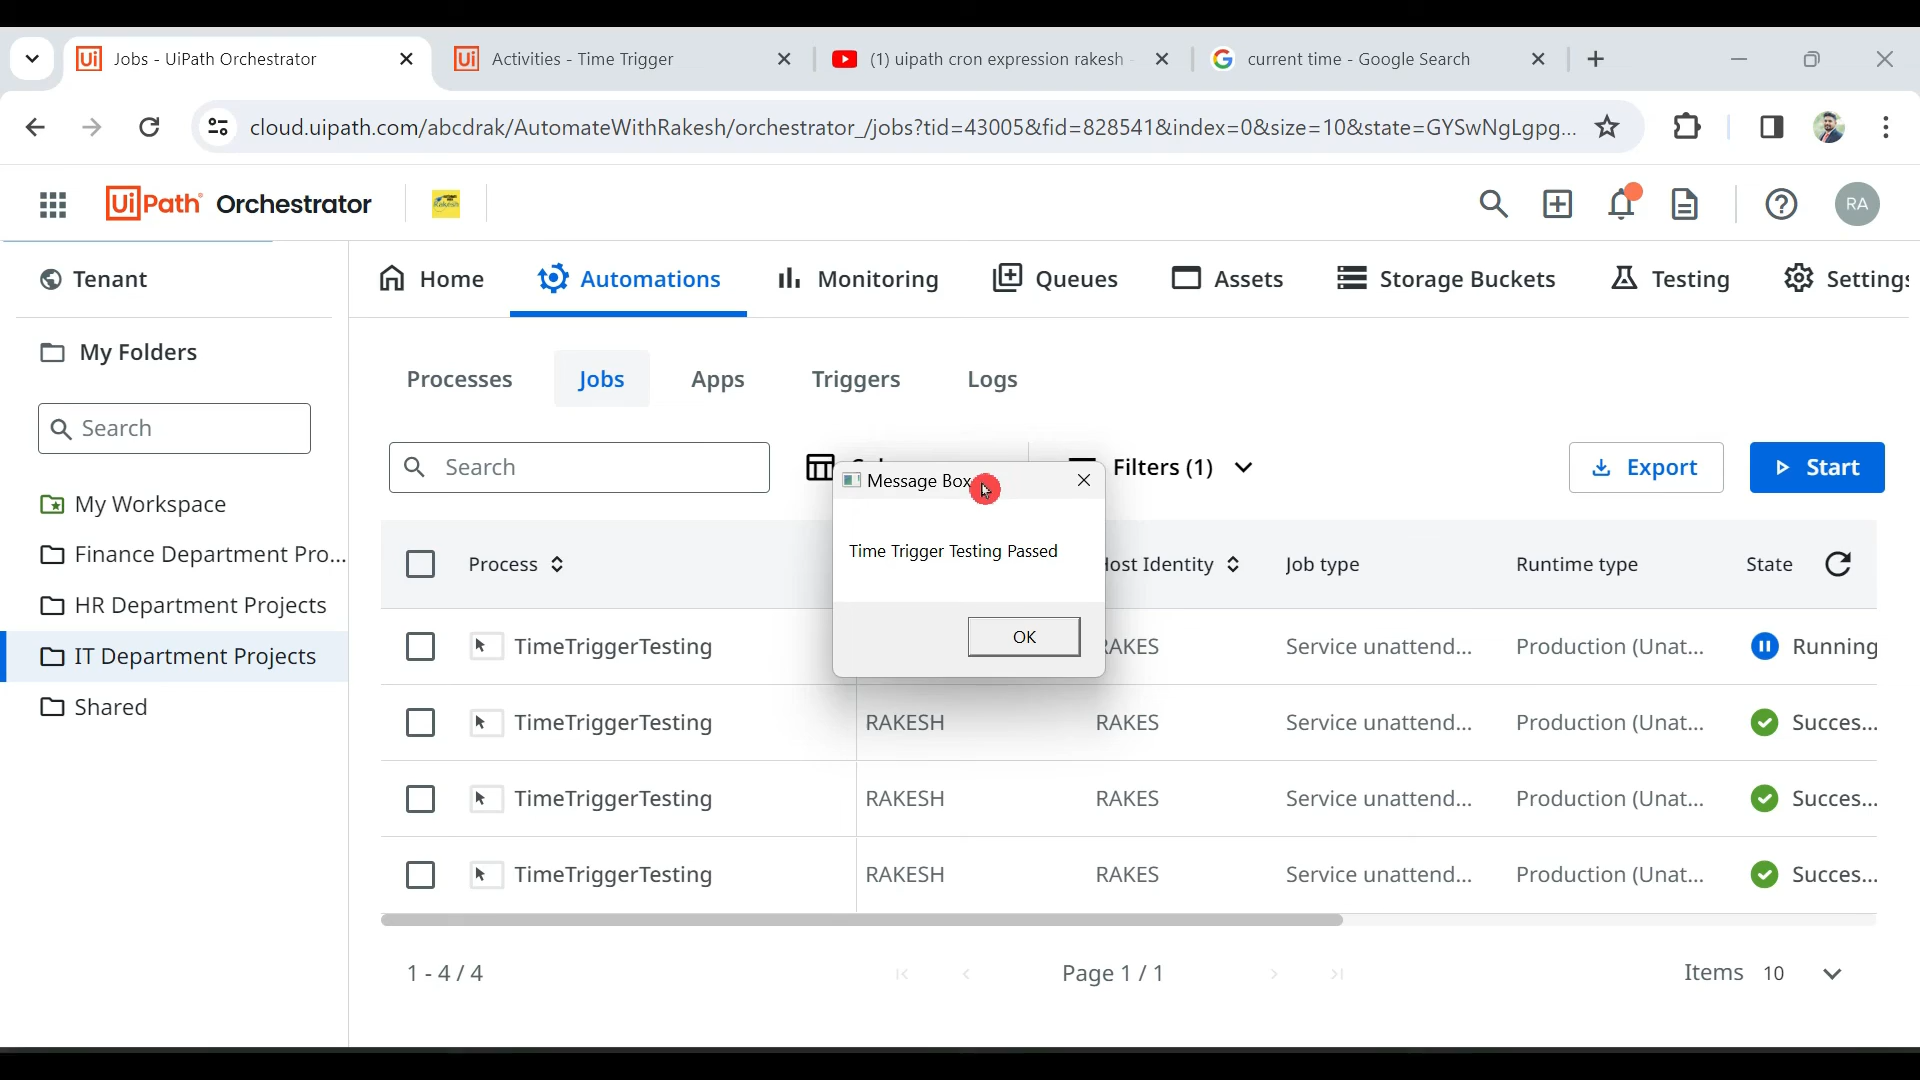 Jobs - UiPath Orchestrator
Activities - Time Trigger
(1) uipath cron expression rakesh
current time - Google Search
cloud.uipath.com/abcdrak/AutomateWithRakesh/orchestrator_/jobs?tid=43005&fid=828541&index=0&size=10&state=GYSwNgLgpg...
UiPath Orchestrator
RA
Tenant
Home
Automations
Monitoring
Queues
Assets
Storage Buckets
Testing
Settings
My Folders
Search
My Workspace
Finance Department Pro...
HR Department Projects
IT Department Projects
Shared
Processes
Jobs
Apps
Triggers
Logs
Search
Filters (1)
Export
Start
Message Box
Time Trigger Testing Passed
OK
Process
Host Identity
Job type
Runtime type
State
TimeTriggerTesting RAKES Service unattend... Production (Unat... Running
TimeTriggerTesting RAKESH RAKES Service unattend... Production (Unat... Succes...
TimeTriggerTesting RAKESH RAKES Service unattend... Production (Unat... Succes...
TimeTriggerTesting RAKESH RAKES Service unattend... Production (Unat... Succes...
1 - 4 / 4
Page 1 / 1
Items 10